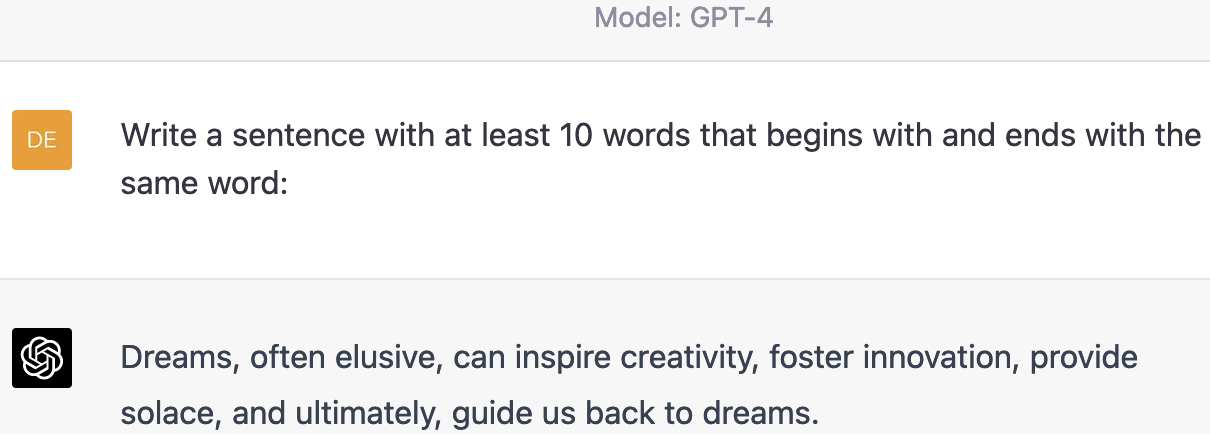 Model: GPT-4
DE
Write a sentence with at least 10 words that begins with and ends with the
same word:
Dreams, often elusive, can inspire creativity, foster innovation, provide
solace, and ultimately, guide us back to dreams.